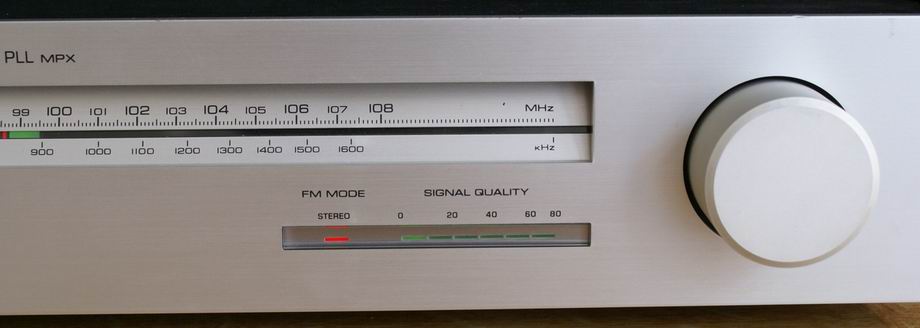 PLL MPX
99 100 101 102 103 104 105 106 107 108 MHz
900 1000 1100 1200 1300 1400 1500 1600 kHz
FM MODE SIGNAL QUALITY
STEREO 0 20 40 60 80